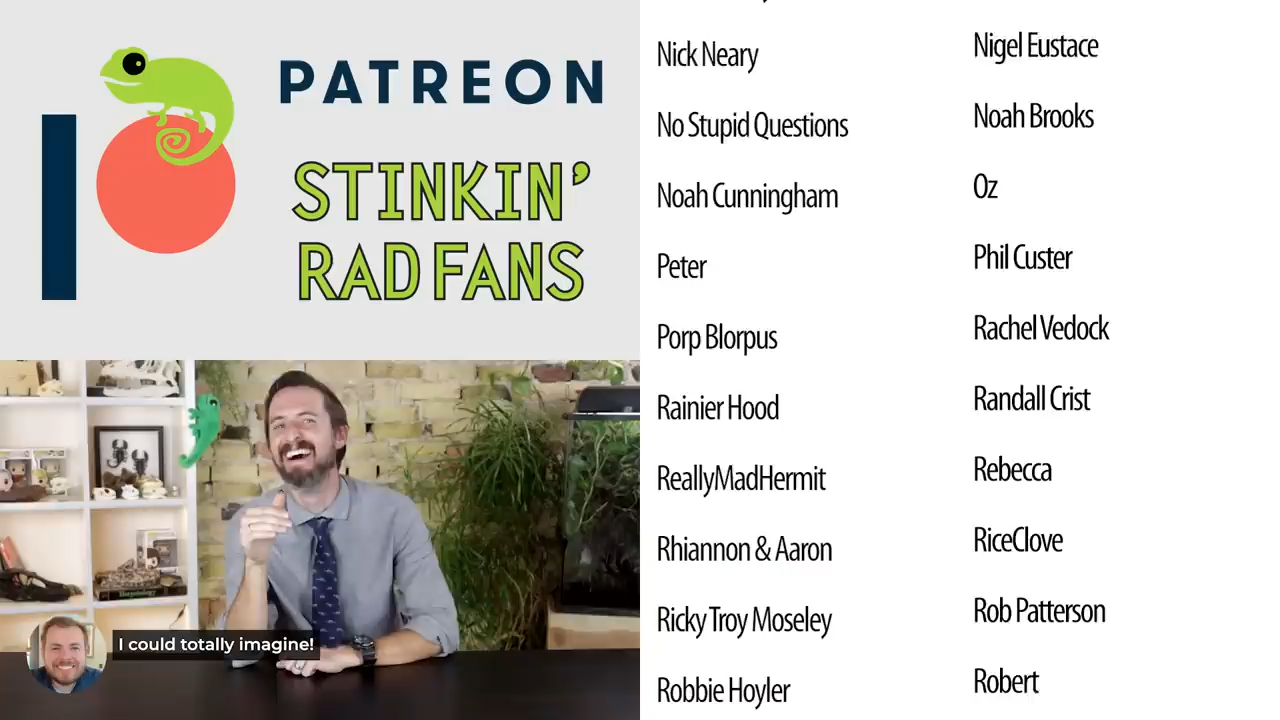 PATREON
STINKIN'
RAD FANS
I could totally imagine!
Nick Neary
No Stupid Questions
Noah Cunningham
Peter
Porp Blorpus
Rainier Hood
ReallyMadHermit
Rhiannon & Aaron
Ricky Troy Moseley
Robbie Hoyler
Nigel Eustace
Noah Brooks
Oz
Phil Custer
Rachel Vedock
Randall Crist
Rebecca
RiceClove
Rob Patterson
Robert